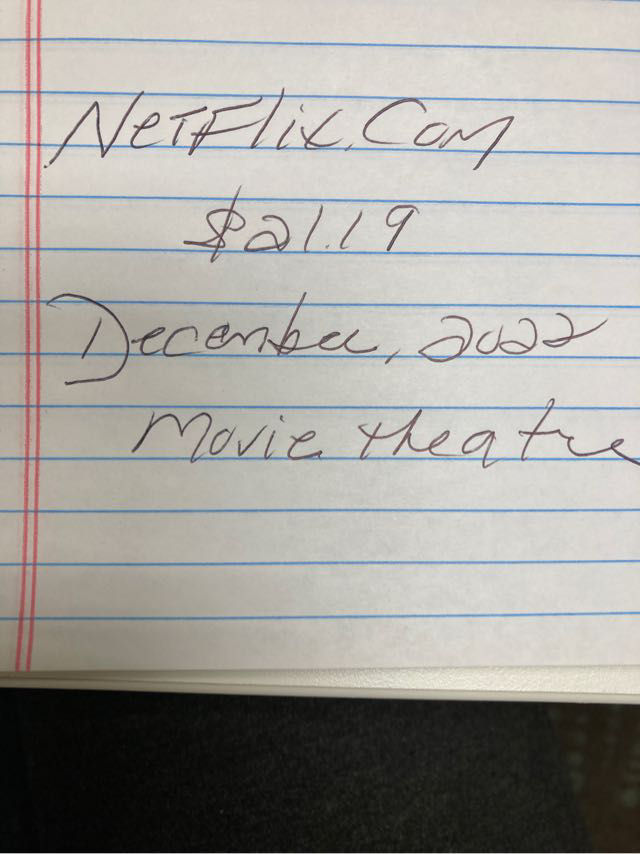 NetFlix.Com
$21.19
December, 2022
Movie theatre